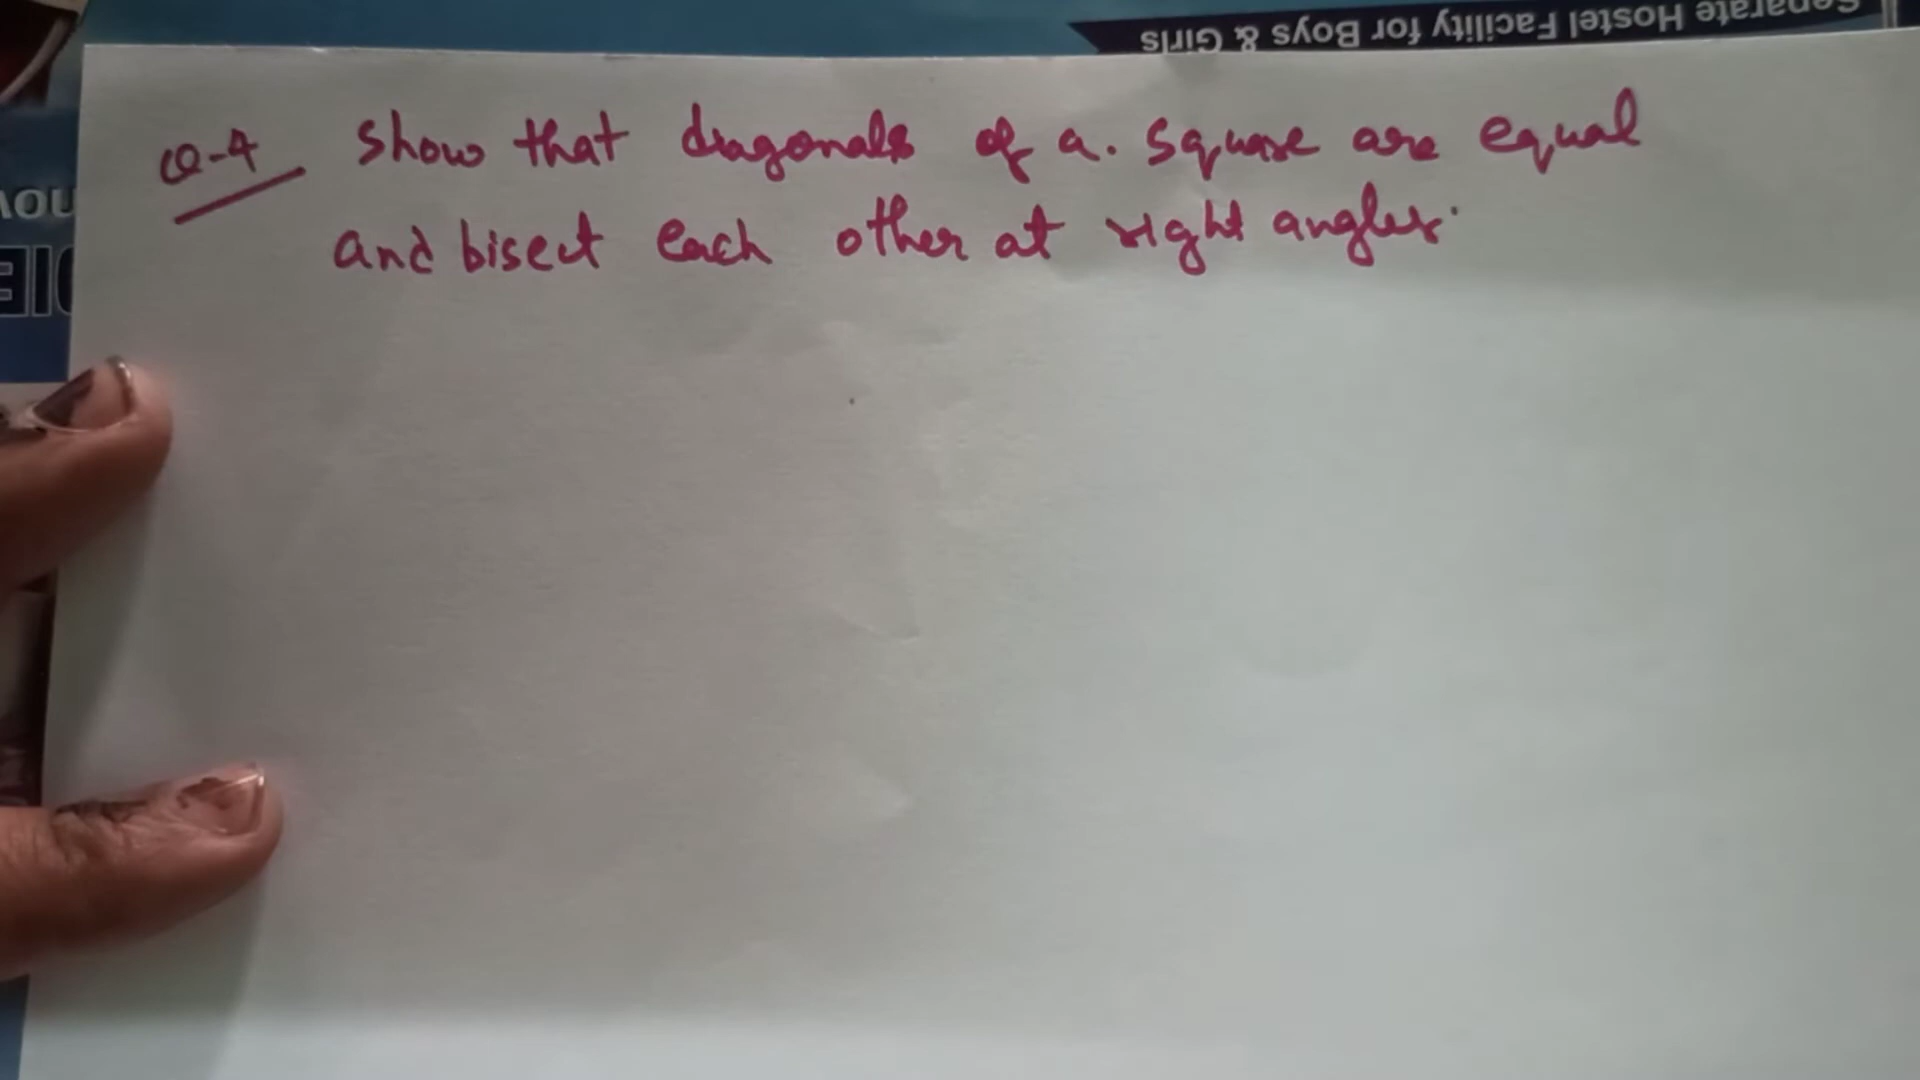 Separate Hostel Facility for Boys & Girls
Q-4 Show that diagonals of a. square are equal
and bisect each other at right angles.